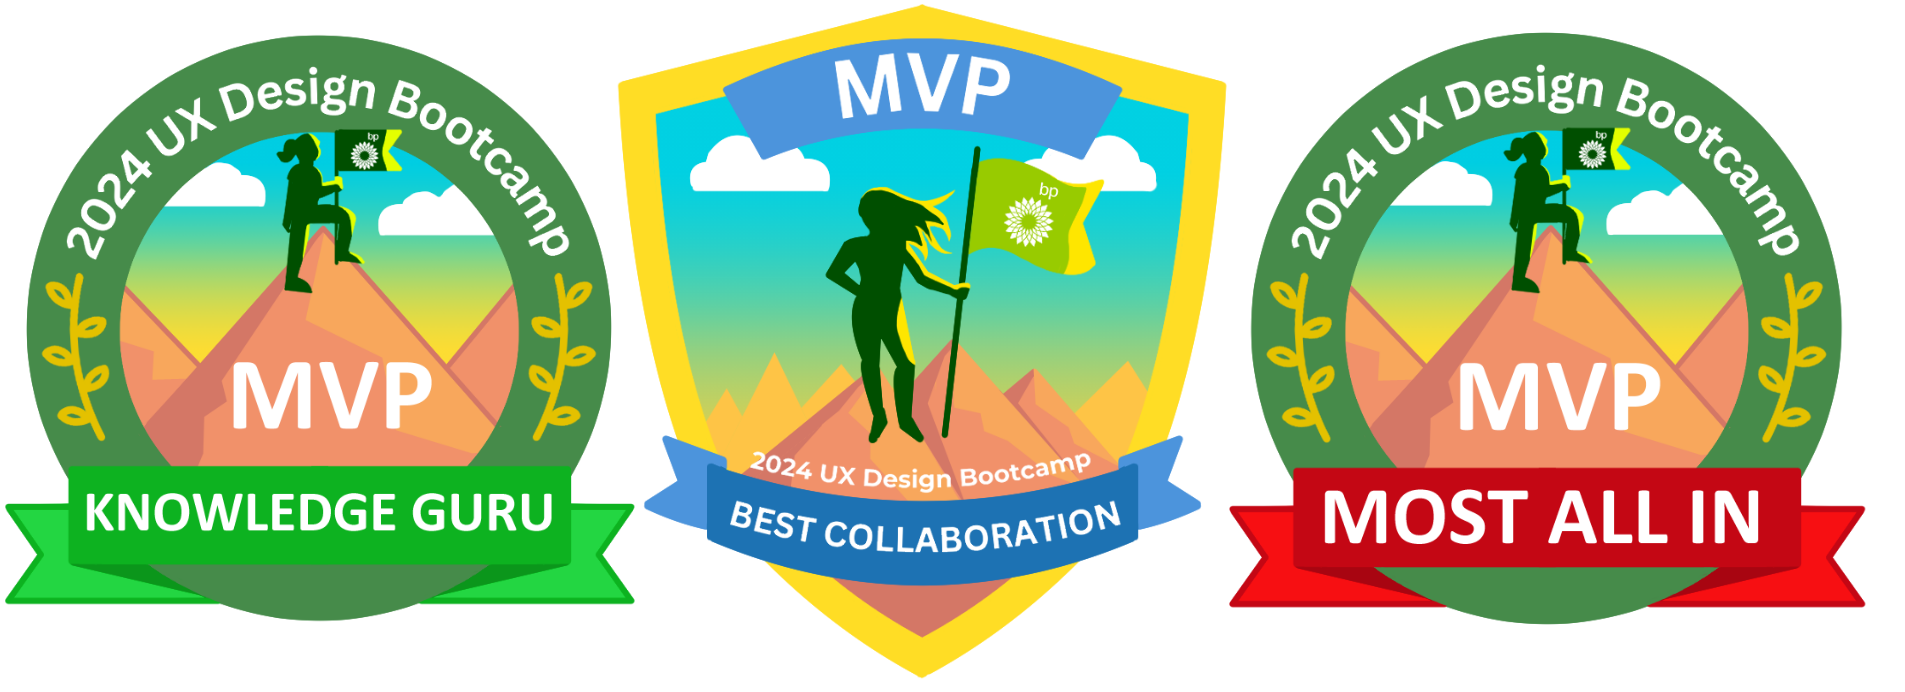 2024 UX Design Bootcamp
bp
MVP
KNOWLEDGE GURU
MVP
bp
2024 UX Design Bootcamp
BEST COLLABORATION
2024 UX Design Bootcamp
bp
MVP
MOST ALL IN